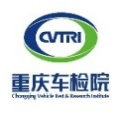 CVTRI
重庆车检院
Chongqing Vehicle Test & Research Institute